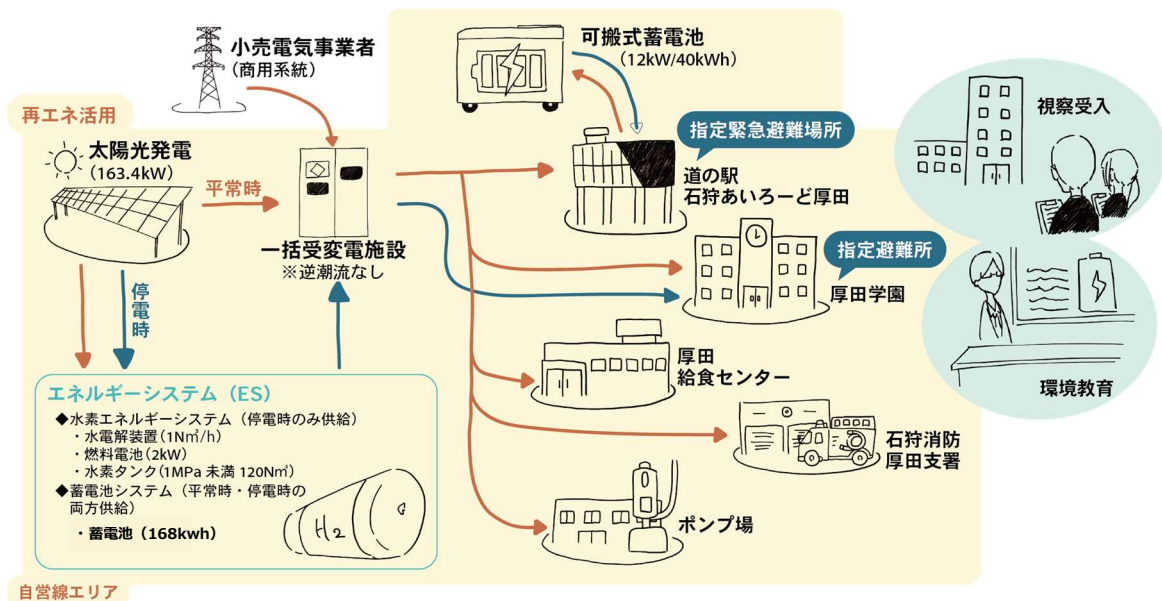 小売電気事業者
(商用系統)
可搬式蓄電池
(12kW/40kWh)
再エネ活用
太陽光発電
(163.4kW)
平常時
停電時
一括受変電施設
※逆潮流なし
指定緊急避難場所
道の駅
石狩あいろーど厚田
指定避難所
厚田学園
厚田
給食センター
石狩消防
厚田支署
ポンプ場
視察受入
環境教育
エネルギーシステム（ES）
◆水素エネルギーシステム（停電時のみ供給）
・水電解装置(1N㎥/h)
・燃料電池(2kW)
・水素タンク(1MPa 未満 120N㎥)
◆蓄電池システム（平常時・停電時の
両方供給）
・蓄電池（168kwh）
H2
自営線エリア